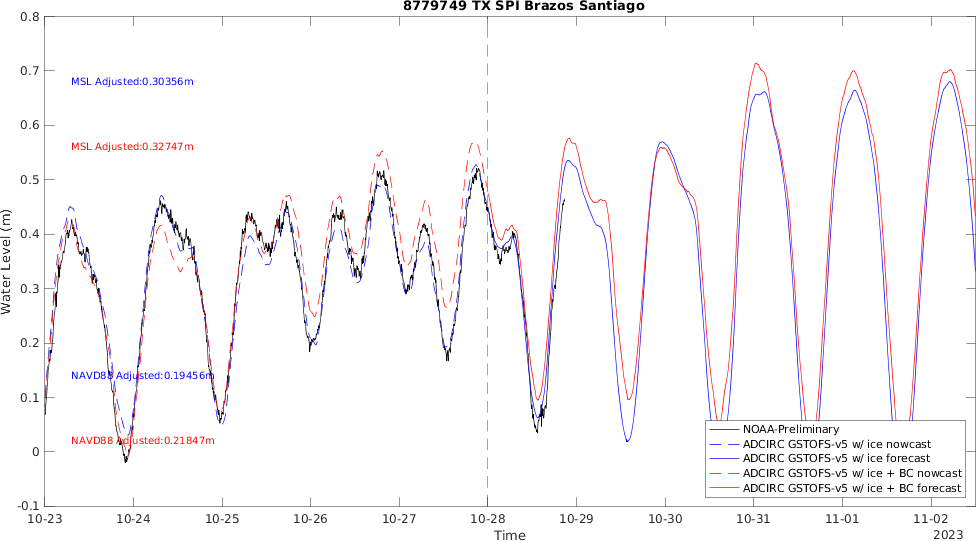 8779749 TX SPI Brazos Santiago
0.8
0.7
0.6
0.5
0.4
0.3
0.2
0.1
0
-0.1
Water Level (m)
MSL Adjusted:0.30356m
MSL Adjusted:0.32747m
NAVD88 Adjusted:0.19456m
NAVD88 Adjusted:0.21847m
NOAA-Preliminary
ADCIRC GSTOFS-v5 w/ ice nowcast
ADCIRC GSTOFS-v5 w/ ice forecast
ADCIRC GSTOFS-v5 w/ ice + BC nowcast
ADCIRC GSTOFS-v5 w/ ice + BC forecast
10-23 10-24 10-25 10-26 10-27 10-28 10-29 10-30 10-31 11-01 11-02
Time
2023